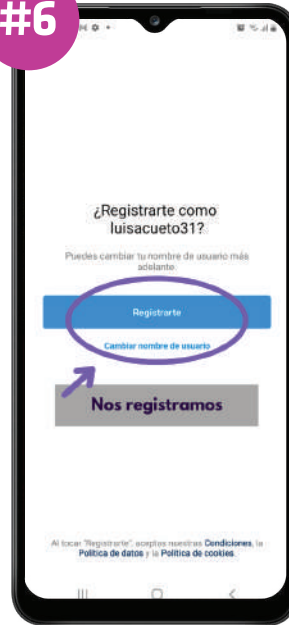 #6
¿Registrarte como
luisacueto31?
Puedes cambiar tu nombre de usuario más
adelante.
Registrarte
Cambiar nombre de usuario
Nos registramos
Al tocar "Registrarte", aceptas nuestras Condiciones, la
Política de datos y la Política de cookies.